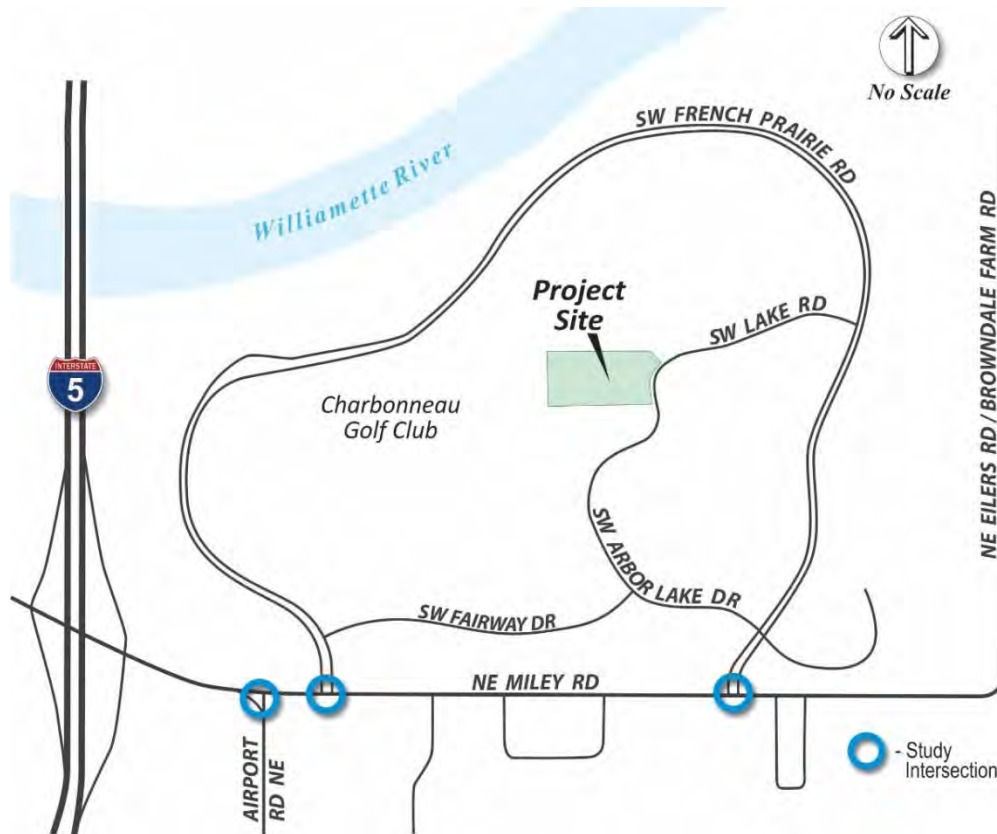 No Scale
SW FRENCH PRAIRIE RD
Williamette River
NE EILERS RD / BROWNDALE FARM RD
Project
Site
SW LAKE RD
INTERSTATE
5
Charbonneau
Golf Club
SW ARBOR LAKE DR
SW FAIRWAY DR
NE MILEY RD
AIRPORT
RD NE
- Study
Intersection